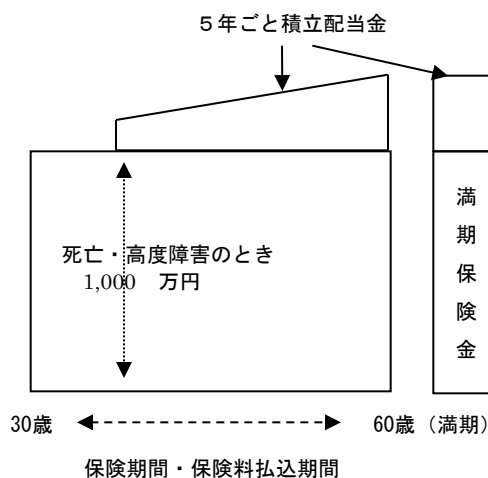 ５年ごと積立配当金
死亡・高度障害のとき
1,000　万円
満期保険金
30歳
60歳（満期）
保険期間・保険料払込期間